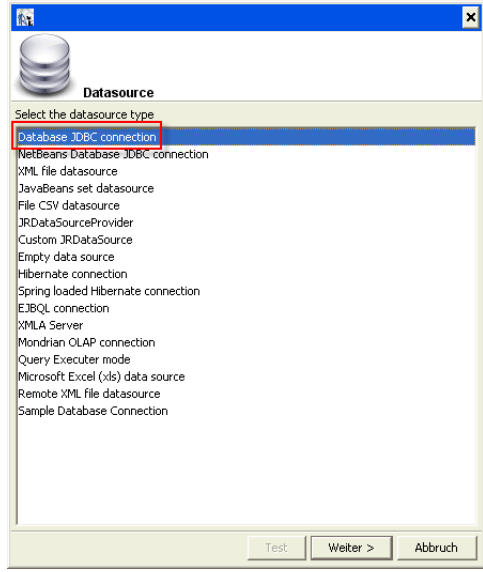 Datasource
Select the datasource type
Database JDBC connection
NetBeans Database JDBC connection
XML file datasource
JavaBeans set datasource
File CSV datasource
JRDataSourceProvider
Custom JRDataSource
Empty data source
Hibernate connection
Spring loaded Hibernate connection
EJBQL connection
XMLA Server
Mondrian OLAP connection
Query Executer mode
Microsoft Excel (xls) data source
Remote XML file datasource
Sample Database Connection
Test Weiter > Abbruch